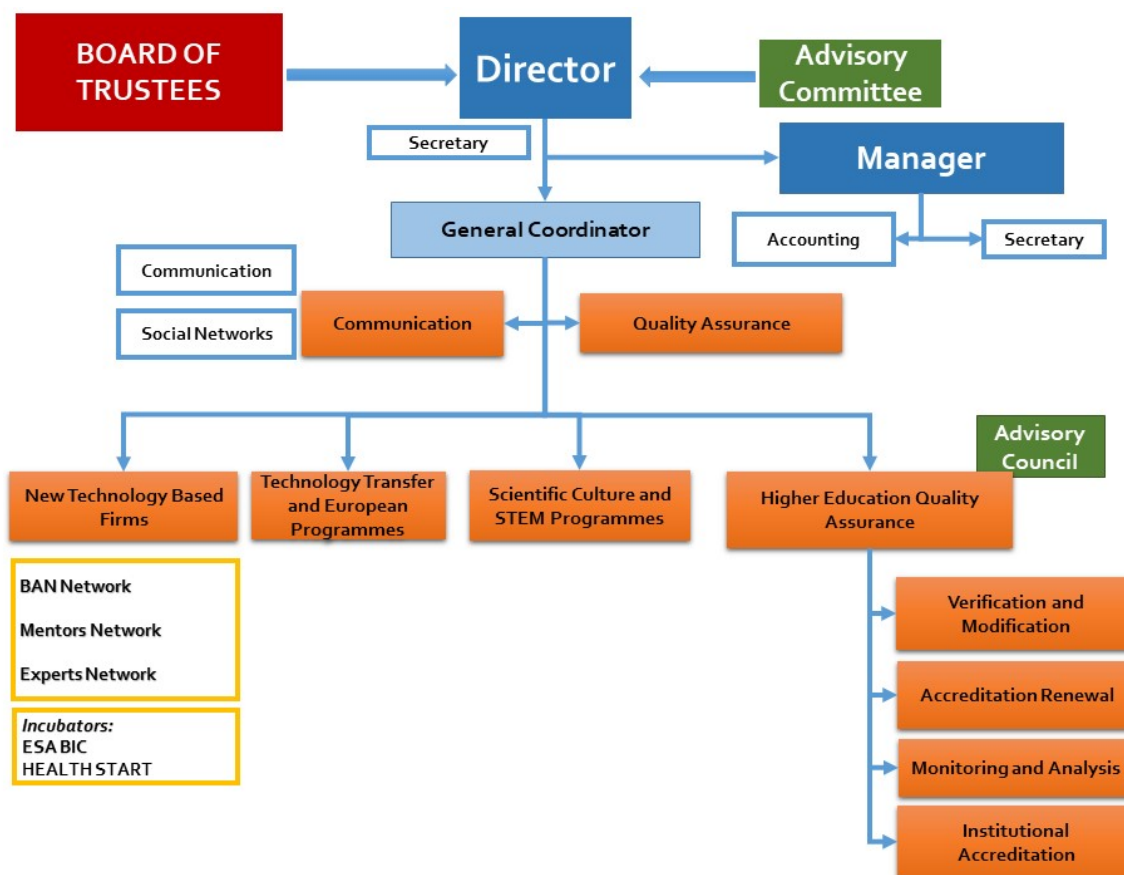 BOARD OF
TRUSTEES
Director
Advisory
Committee
Secretary
Manager
General Coordinator
Accounting
Secretary
Communication
Social Networks
Communication
Quality Assurance
Advisory
Council
New Technology Based
Firms
Technology Transfer
and European
Programmes
Scientific Culture and
STEM Programmes
Higher Education Quality
Assurance
BAN Network
Mentors Network
Experts Network
Incubators:
ESA BIC
HEALTH START
Verification and
Modification
Accreditation Renewal
Monitoring and Analysis
Institutional
Accreditation